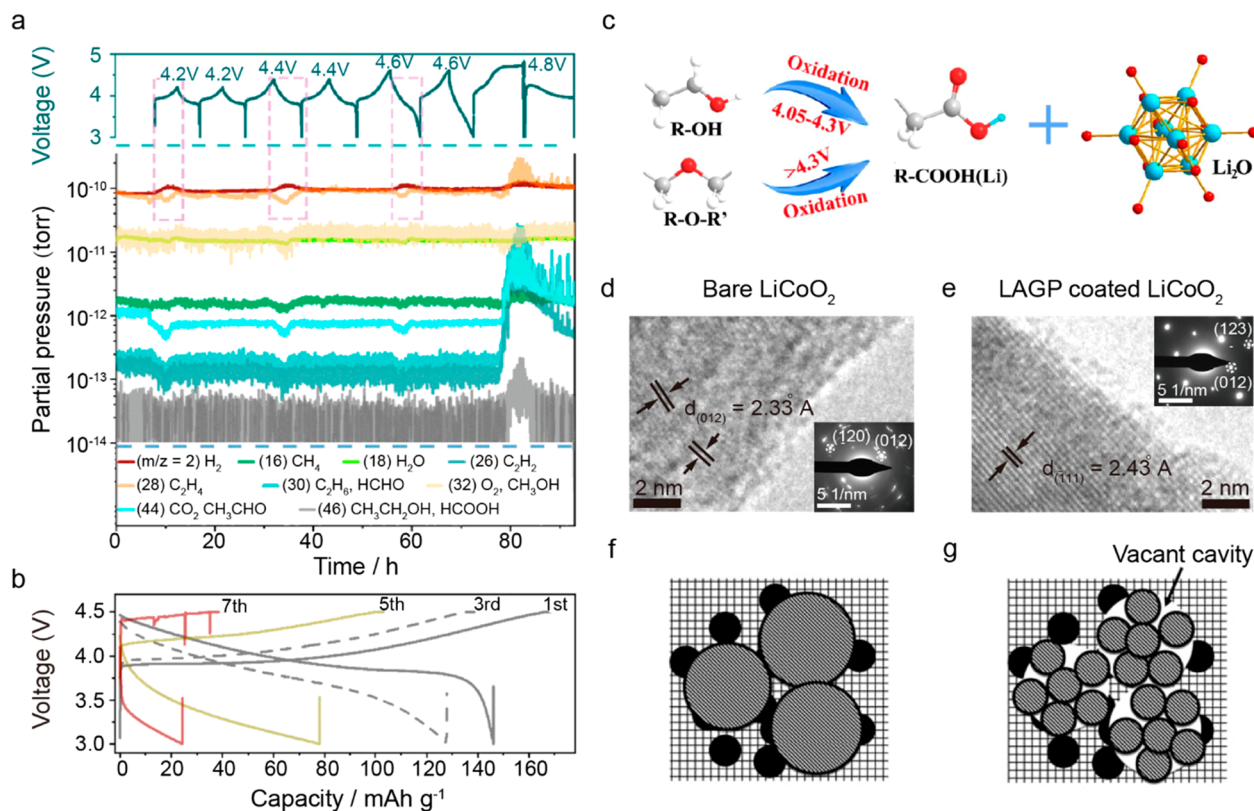 a
Voltage (V)
5
4
3
4.2V
4.2V
4.4V
4.4V
4.6V
4.6V
4.8V
Partial pressure (torr)
10⁻¹⁰
10⁻¹¹
10⁻¹²
10⁻¹³
10⁻¹⁴
(m/z = 2) H₂ (16) CH₄ (18) H₂O (26) C₂H₂
(28) C₂H₄ (30) C₂H₆, HCHO (32) O₂, CH₃OH
(44) CO₂ CH₃CHO (46) CH₃CH₂OH, HCOOH
0 20 40 60 80
Time / h
b
Voltage (V)
4.5
4.0
3.5
3.0
7th 5th 3rd 1st
0 20 40 60 80 100 120 140 160
Capacity / mAh g⁻¹
c
R-OH
Oxidation
4.05-4.3V
R-O-R'
>4.3V
Oxidation
R-COOH(Li)
+
Li₂O
d
Bare LiCoO₂
d(012) = 2.33 Å
2 nm
(1̄20) (012)
5 1/nm
e
LAGP coated LiCoO₂
(123)
(012)
5 1/nm
d(1̄11) = 2.43 Å
2 nm
f
g
Vacant cavity